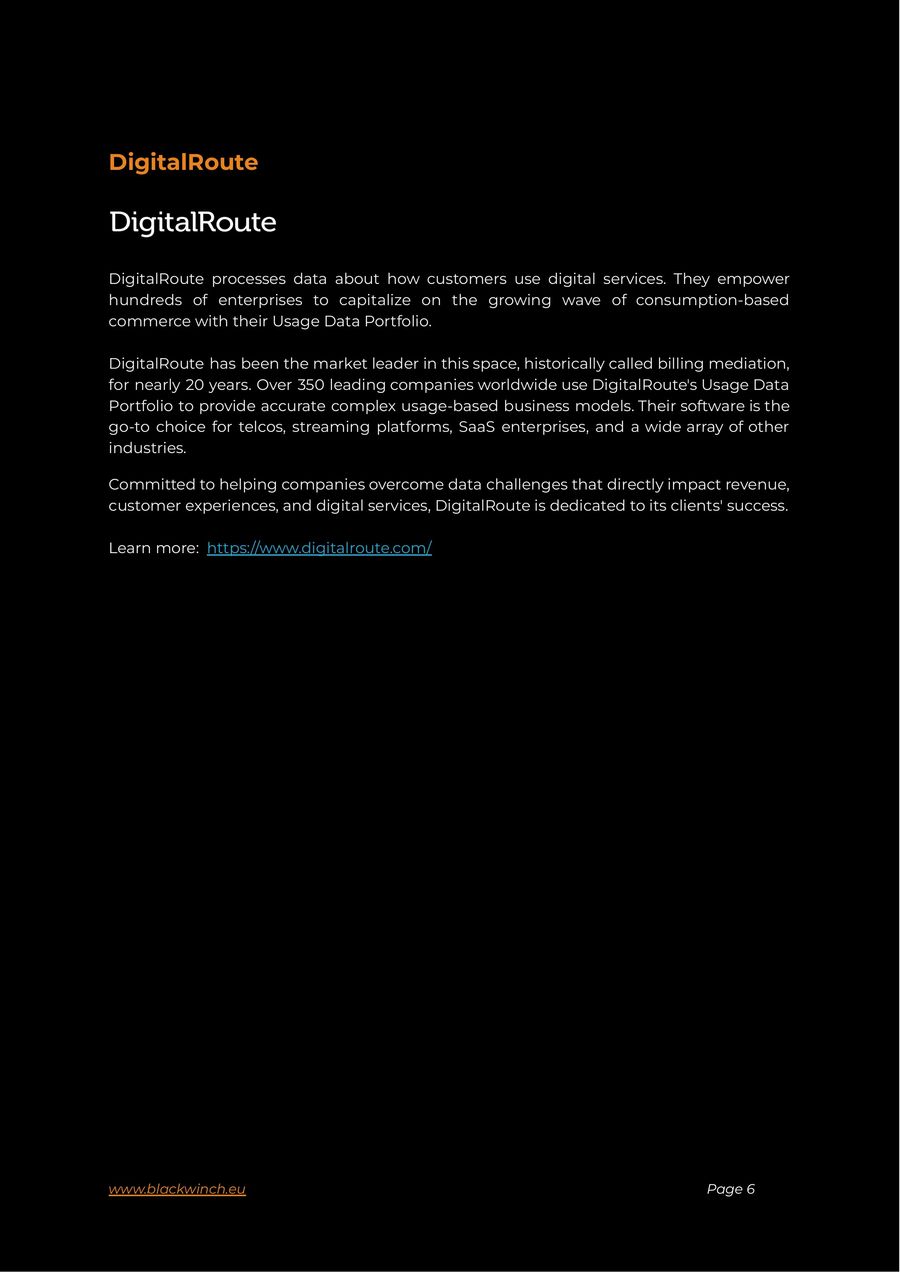 DigitalRoute
DigitalRoute
DigitalRoute processes data about how customers use digital services. They empower
hundreds of enterprises to capitalize on the growing wave of consumption-based
commerce with their Usage Data Portfolio.
DigitalRoute has been the market leader in this space, historically called billing mediation,
for nearly 20 years. Over 350 leading companies worldwide use DigitalRoute's Usage Data
Portfolio to provide accurate complex usage-based business models. Their software is the
go-to choice for telcos, streaming platforms, SaaS enterprises, and a wide array of other
industries.
Committed to helping companies overcome data challenges that directly impact revenue,
customer experiences, and digital services, DigitalRoute is dedicated to its clients' success.
Learn more: https://www.digitalroute.com/
www.blackwinch.eu Page 6